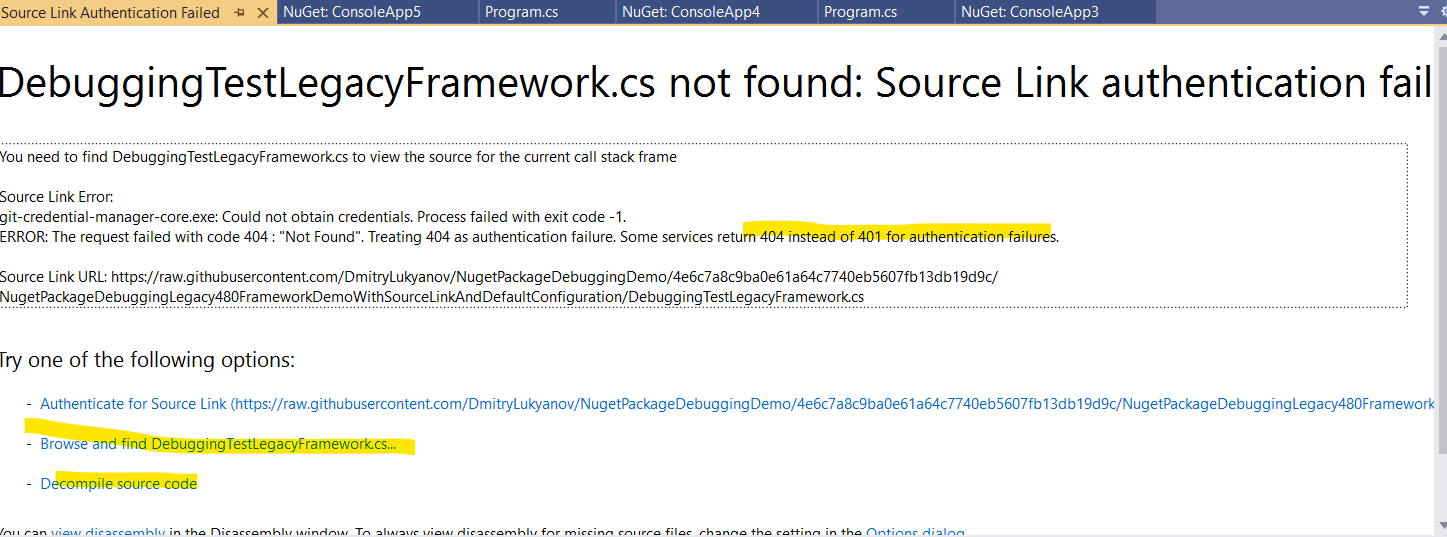 Source Link Authentication Failed NuGet: ConsoleApp5 Program.cs NuGet: ConsoleApp4 Program.cs NuGet: ConsoleApp3
DebuggingTestLegacyFramework.cs not found: Source Link authentication fail
You need to find DebuggingTestLegacyFramework.cs to view the source for the current call stack frame
Source Link Error:
git-credential-manager-core.exe: Could not obtain credentials. Process failed with exit code -1.
ERROR: The request failed with code 404 : "Not Found". Treating 404 as authentication failure. Some services return 404 instead of 401 for authentication failures.
Source Link URL: https://raw.githubusercontent.com/DmitryLukyanov/NugetPackageDebuggingDemo/4e6c7a8c9ba0e61a64c7740eb5607fb13db19d9c/
NugetPackageDebuggingLegacy480FrameworkDemoWithSourceLinkAndDefaultConfiguration/DebuggingTestLegacyFramework.cs
Try one of the following options:
- Authenticate for Source Link (https://raw.githubusercontent.com/DmitryLukyanov/NugetPackageDebuggingDemo/4e6c7a8c9ba0e61a64c7740eb5607fb13db19d9c/NugetPackageDebuggingLegacy480Framework
- Browse and find DebuggingTestLegacyFramework.cs...
- Decompile source code
You can view disassembly in the Disassembly window. To always view disassembly for missing source files, change the setting in the Options dialog